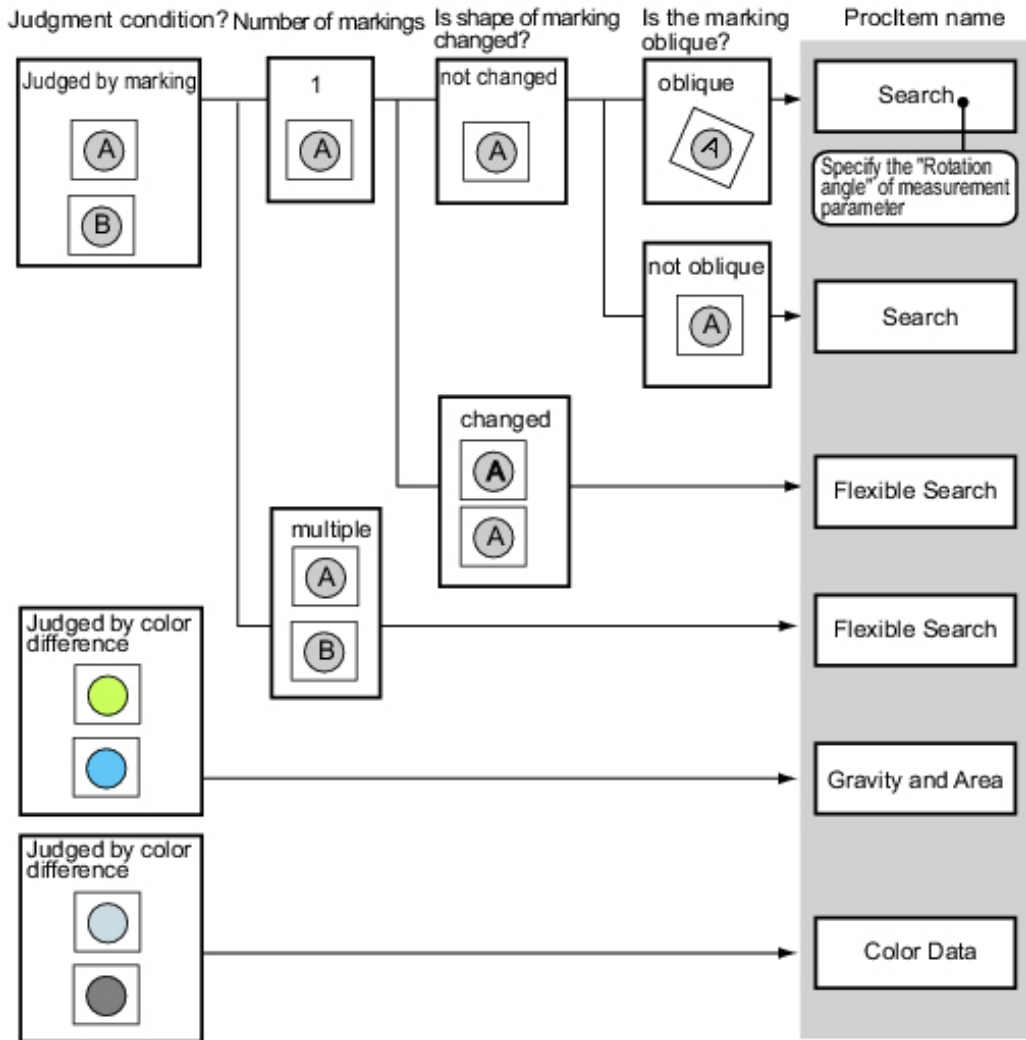 Judgment condition?
Number of markings
Is shape of marking
changed?
Is the marking
oblique?
ProcItem name
Judged by marking
A
B
1
A
not changed
A
oblique
A
Search
Specify the "Rotation
angle" of measurement
parameter
not oblique
A
Search
changed
A
A
Flexible Search
multiple
A
B
Flexible Search
Judged by color
difference
Gravity and Area
Judged by color
difference
Color Data